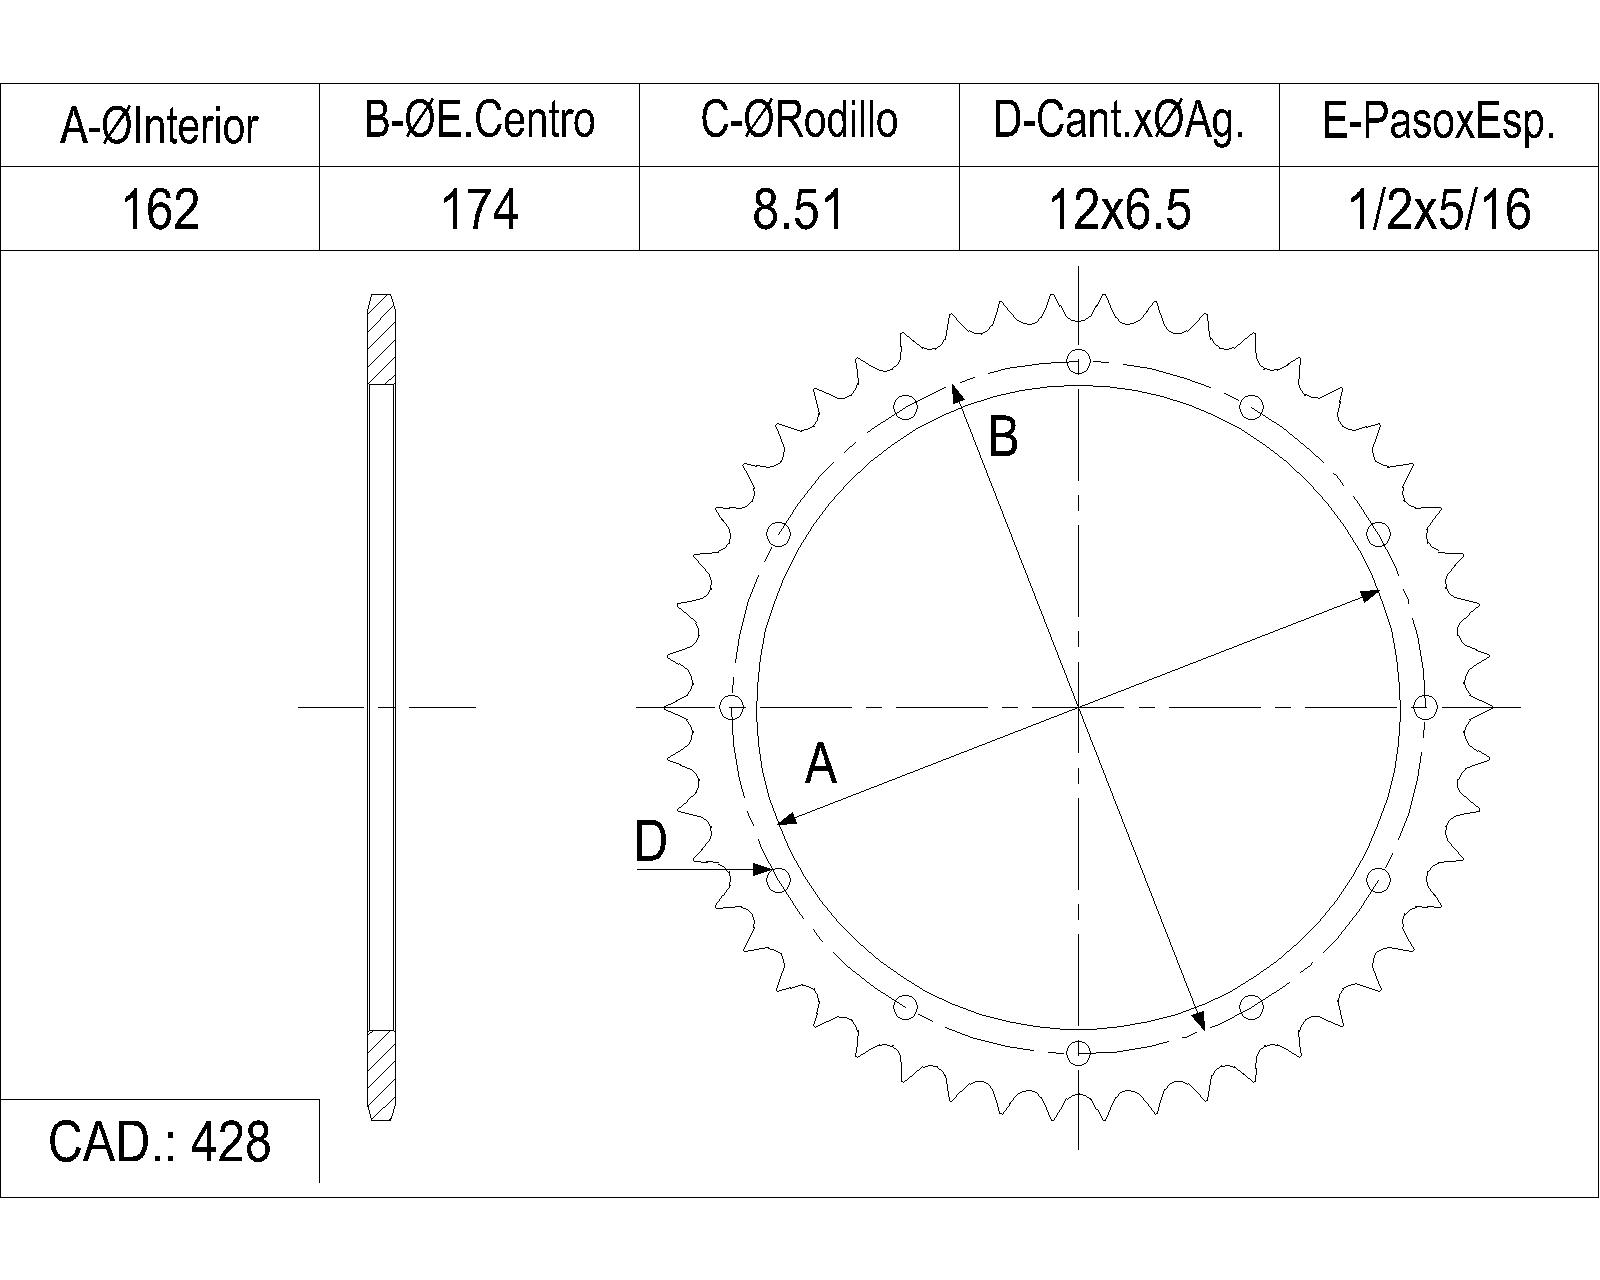 A-ØInterior B-ØE.Centro C-ØRodillo D-Cant.xØAg. E-PasoxEsp.
162 174 8.51 12x6.5 1/2x5/16
B
A
D
CAD.: 428